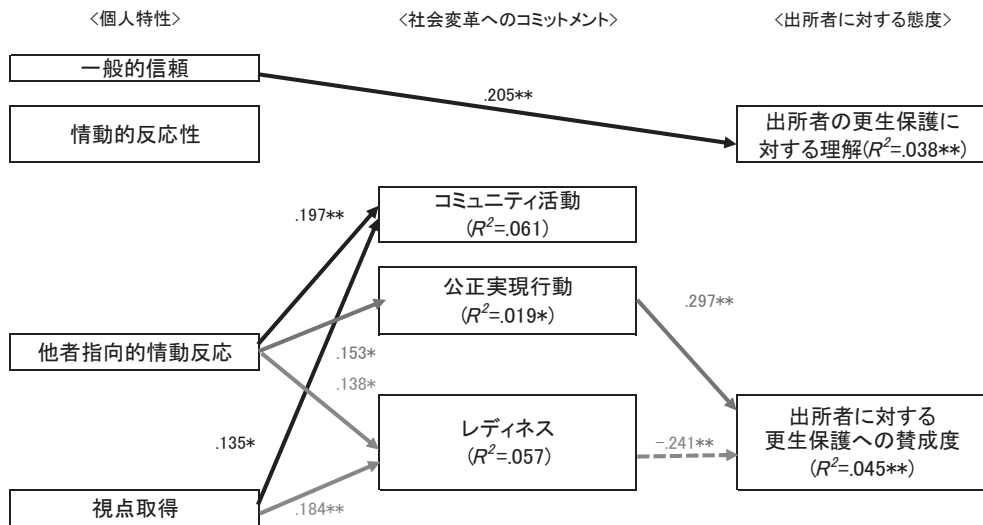 <個人特性>
<社会変革へのコミットメント>
<出所者に対する態度>
一般的信頼
.205**
情動的反応性
出所者の更生保護に
対する理解(R²=.038**)
.197**
コミュニティ活動
(R²=.061)
公正実現行動
(R²=.019*)
.297**
他者指向的情動反応
.153*
.138*
.135*
レディネス
(R²=.057)
-.241**
出所者に対する
更生保護への賛成度
(R²=.045**)
視点取得
.184**